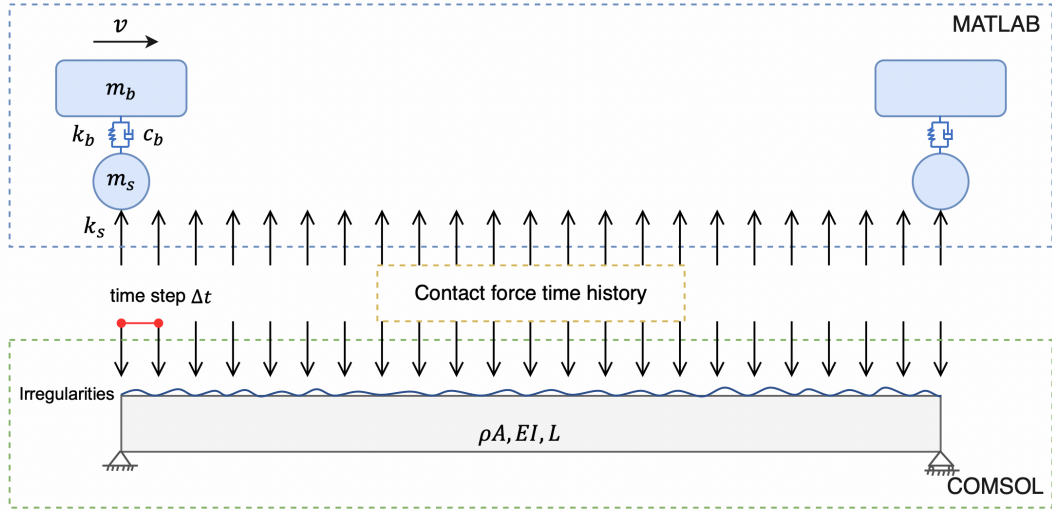 MATLAB
v
m_b
k_b
c_b
m_s
k_s
time step Δt
Contact force time history
Irregularities
ρA, EI, L
COMSOL